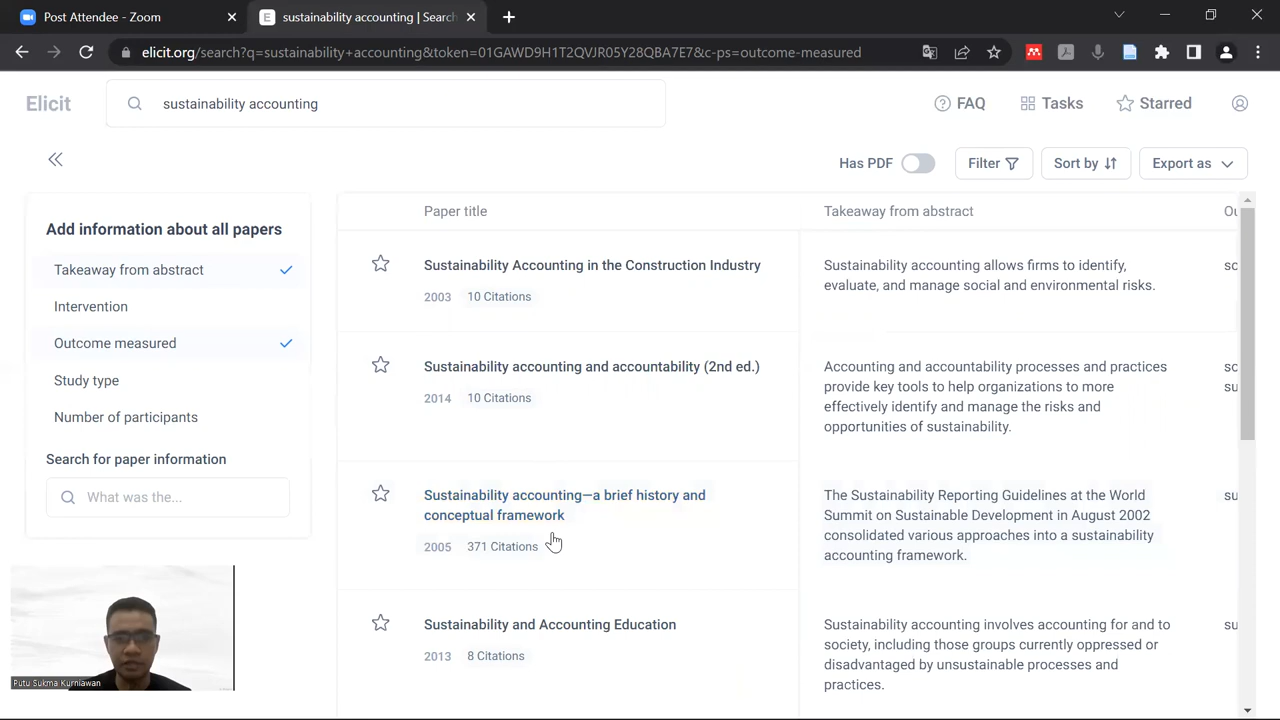 Post Attendee - Zoom
sustainability accounting | Searc
elicit.org/search?q=sustainability+accounting&token=01GAWD9H1T2QVJR05Y28QBA7E7&c-ps=outcome-measured
Elicit
sustainability accounting
FAQ
Tasks
Starred
Has PDF
Filter
Sort by
Export as
Add information about all papers
Takeaway from abstract
Intervention
Outcome measured
Study type
Number of participants
Search for paper information
What was the...
Paper title
Takeaway from abstract
Ou
Sustainability Accounting in the Construction Industry
2003 10 Citations
Sustainability accounting allows firms to identify,
evaluate, and manage social and environmental risks.
so
Sustainability accounting and accountability (2nd ed.)
2014 10 Citations
Accounting and accountability processes and practices
provide key tools to help organizations to more
effectively identify and manage the risks and
opportunities of sustainability.
so
su
Sustainability accounting—a brief history and
conceptual framework
2005 371 Citations
The Sustainability Reporting Guidelines at the World
Summit on Sustainable Development in August 2002
consolidated various approaches into a sustainability
accounting framework.
su
Sustainability and Accounting Education
2013 8 Citations
Sustainability accounting involves accounting for and to
society, including those groups currently oppressed or
disadvantaged by unsustainable processes and
practices.
su
Putu Sukma Kurniawan